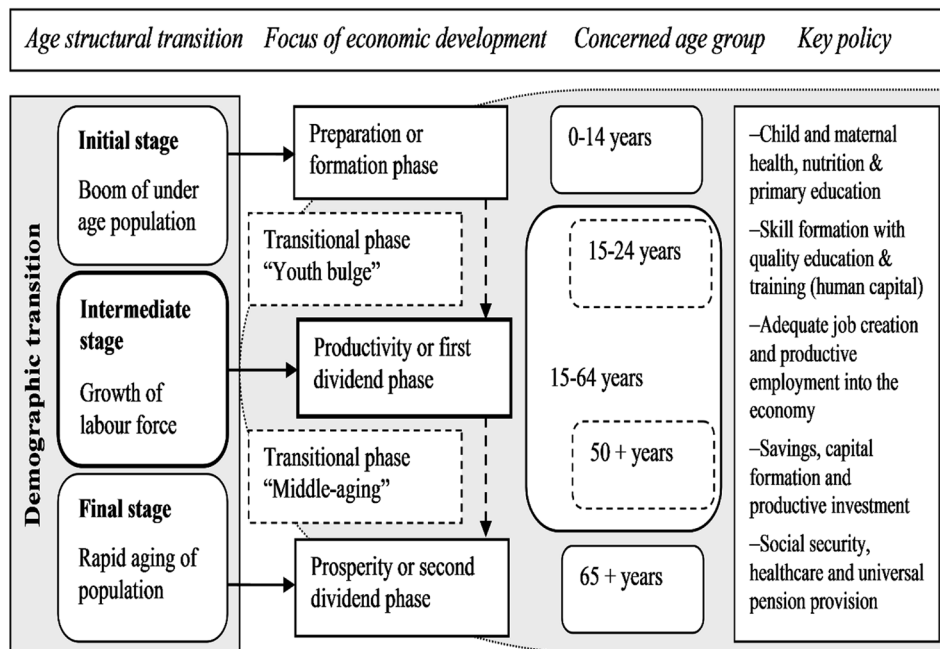 Age structural transition Focus of economic development Concerned age group Key policy
Demographic transition
Initial stage
Boom of under
age population
Intermediate
stage
Growth of
labour force
Final stage
Rapid aging of
population
Preparation or
formation phase
Transitional phase
“Youth bulge”
Productivity or first
dividend phase
Transitional phase
“Middle-aging”
Prosperity or second
dividend phase
0-14 years
15-24 years
15-64 years
50 + years
65 + years
–Child and maternal
health, nutrition &
primary education
–Skill formation with
quality education &
training (human capital)
–Adequate job creation
and productive
employment into the
economy
–Savings, capital
formation and
productive investment
–Social security,
healthcare and universal
pension provision